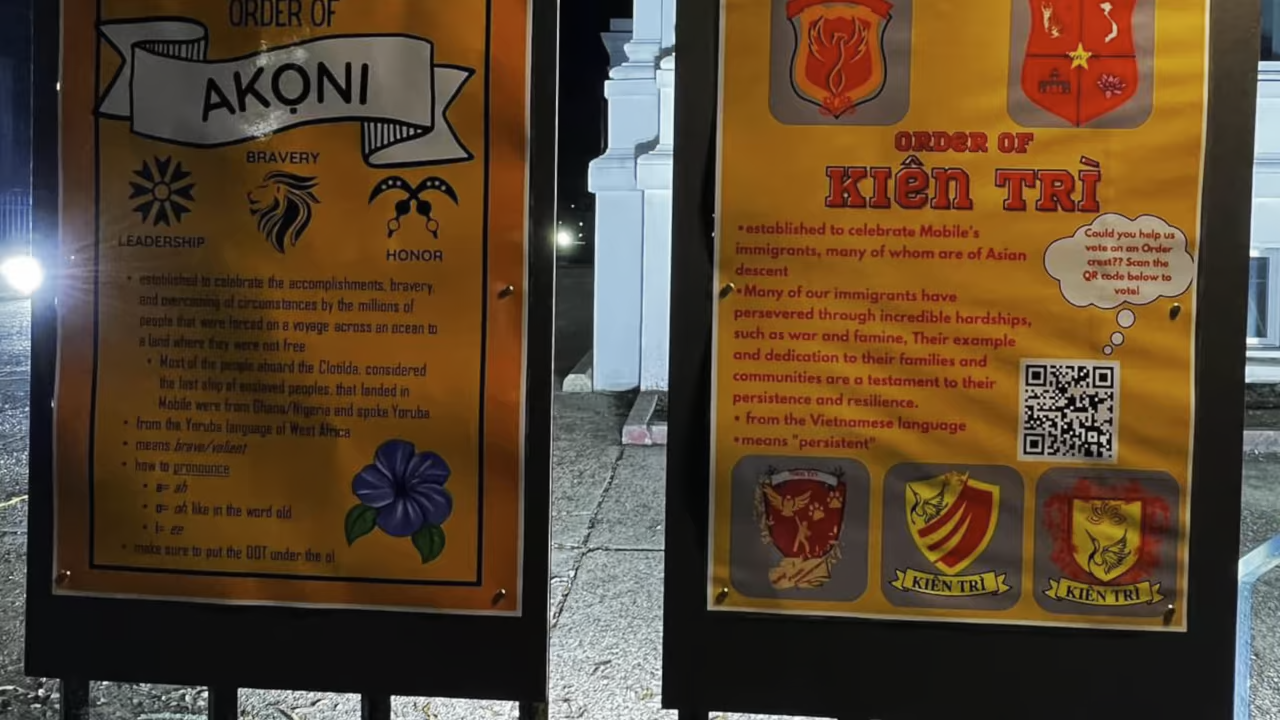 ORDER OF
AKỌNI
BRAVERY
LEADERSHIP
HONOR
• established to celebrate the accomplishments, bravery,
and overcoming of circumstances by the millions of
people that were forced on a voyage across an ocean to
a land where they were not free
• Most of the people aboard the Clotilda, considered
the last ship of enslaved peoples, that landed in
Mobile were from Ghana/Nigeria and spoke Yoruba.
• from the Yoruba language of West Africa
• means brave/valient
• how to pronounce
• a= ah
• o= oh like in the word old
• i= ee
• make sure to put the DOT under the o!
ORDER OF
KIÊN TRÌ
• established to celebrate Mobile's
immigrants, many of whom are of Asian
descent
• Many of our immigrants have
persevered through incredible hardships,
such as war and famine, Their example
and dedication to their families and
communities are a testament to their
persistence and resilience.
• from the Vietnamese language
• means "persistent"
Could you help us
vote on an Order
crest?? Scan the
QR code below to
vote!
KIÊN TRÌ
KIÊN TRÌ